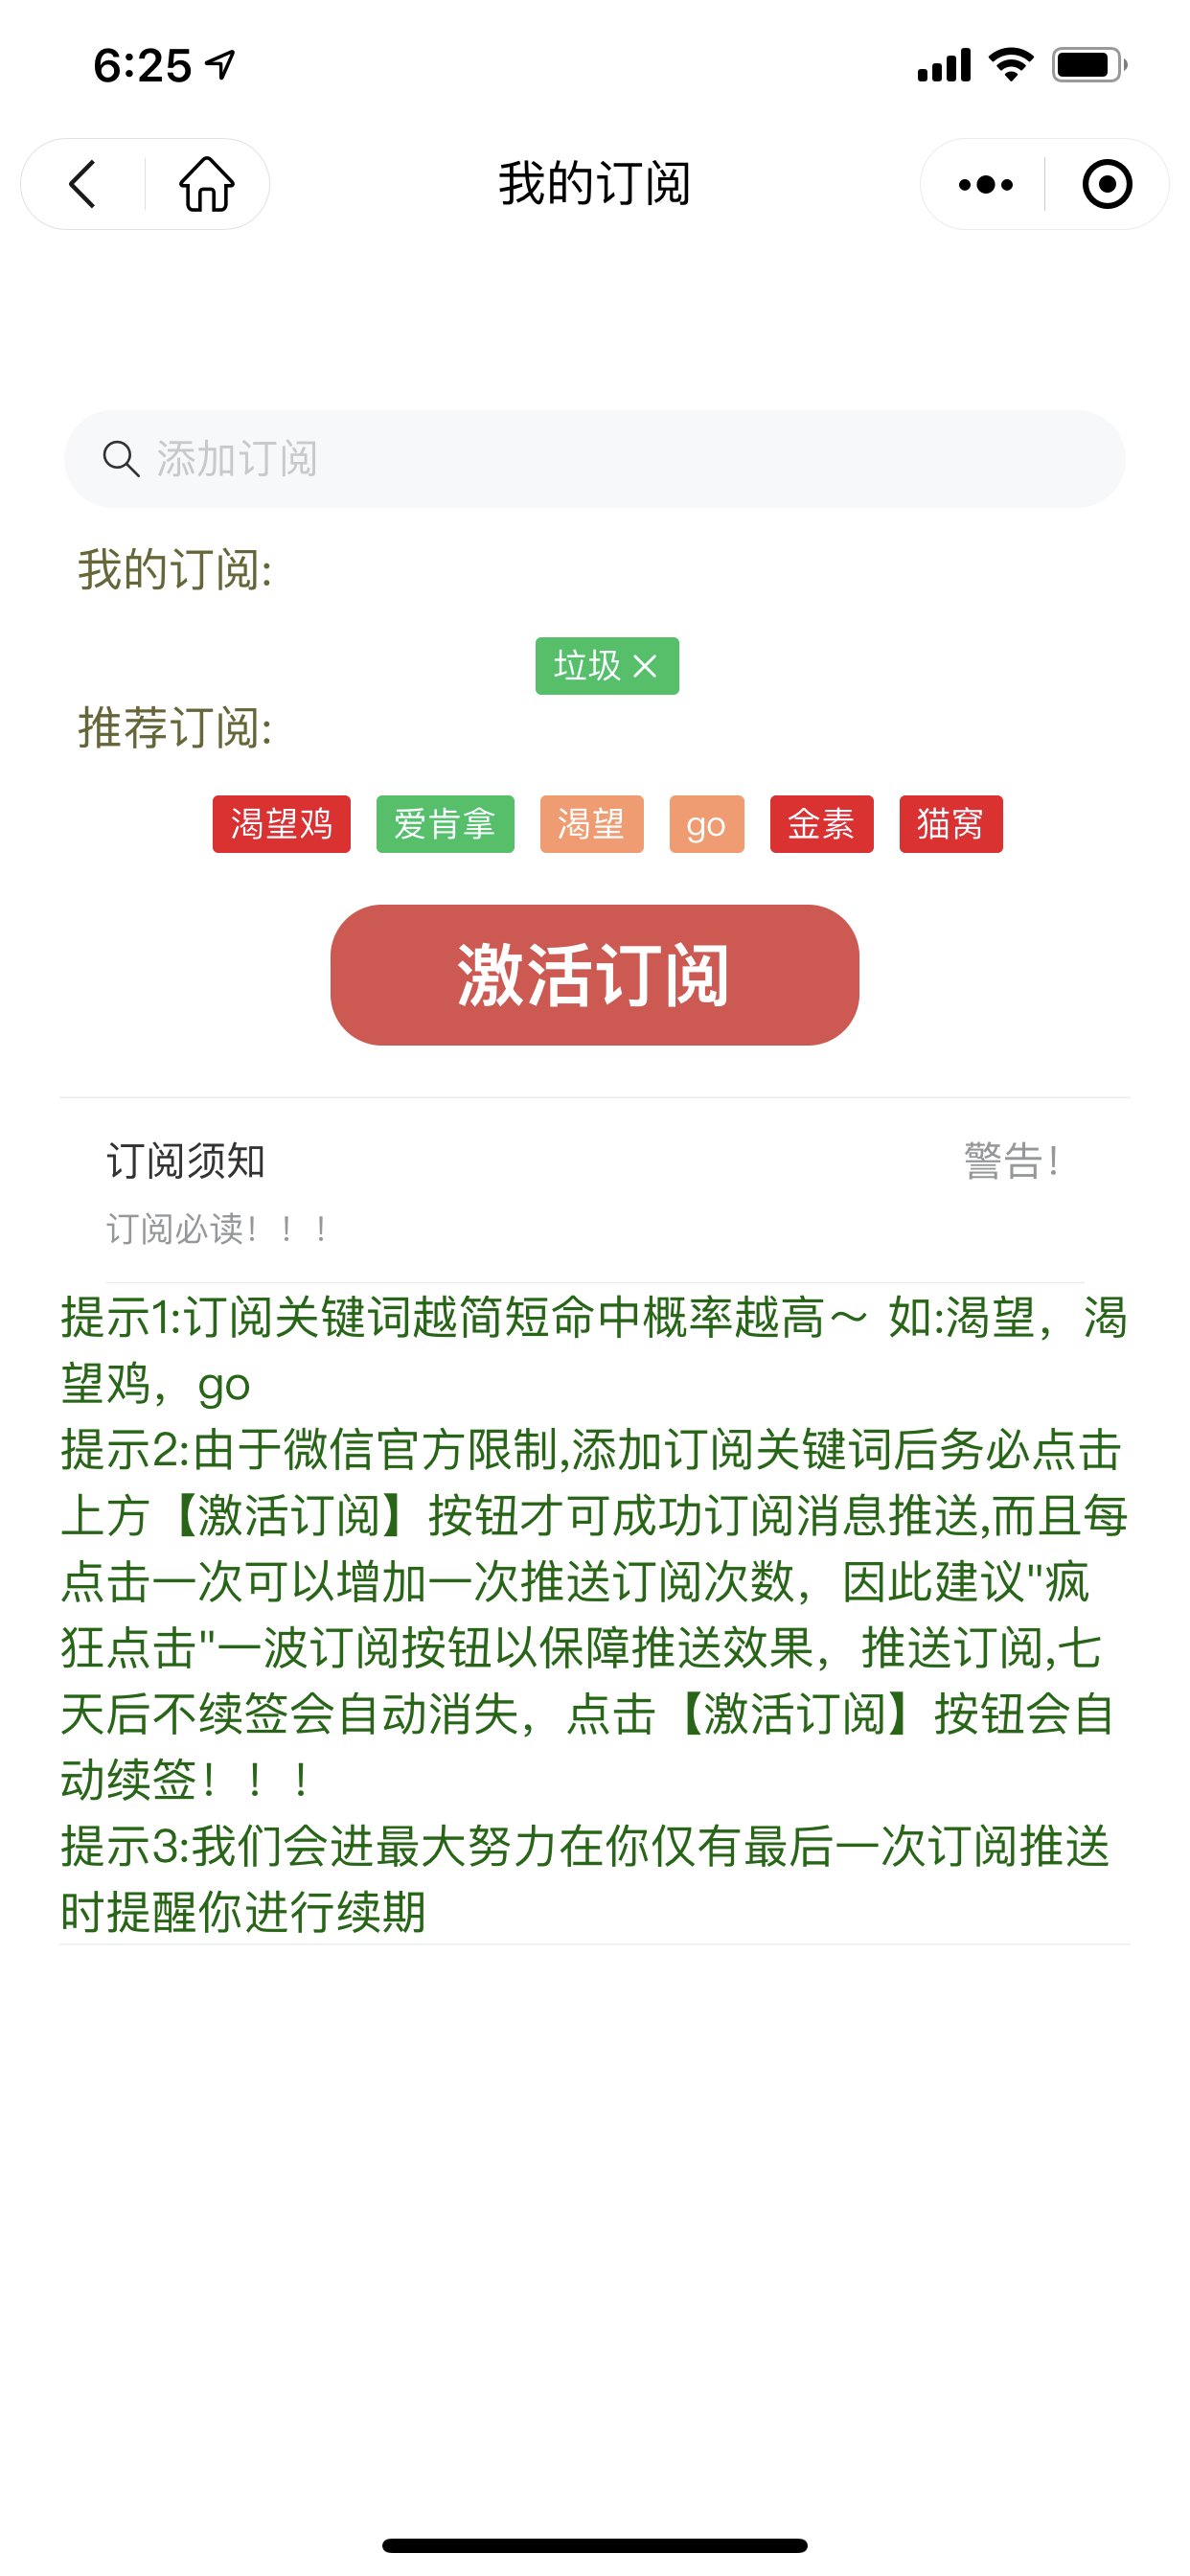 6:25
我的订阅
添加订阅
我的订阅:
垃圾 ×
推荐订阅:
渴望鸡 爱肯拿 渴望 go 金素 猫窝
激活订阅
订阅须知 警告！
订阅必读！！！
提示1:订阅关键词越简短命中概率越高～ 如:渴望，渴
望鸡，go
提示2:由于微信官方限制,添加订阅关键词后务必点击
上方【激活订阅】按钮才可成功订阅消息推送,而且每
点击一次可以增加一次推送订阅次数，因此建议"疯
狂点击"一波订阅按钮以保障推送效果，推送订阅,七
天后不续签会自动消失，点击【激活订阅】按钮会自
动续签！！！
提示3:我们会进最大努力在你仅有最后一次订阅推送
时提醒你进行续期